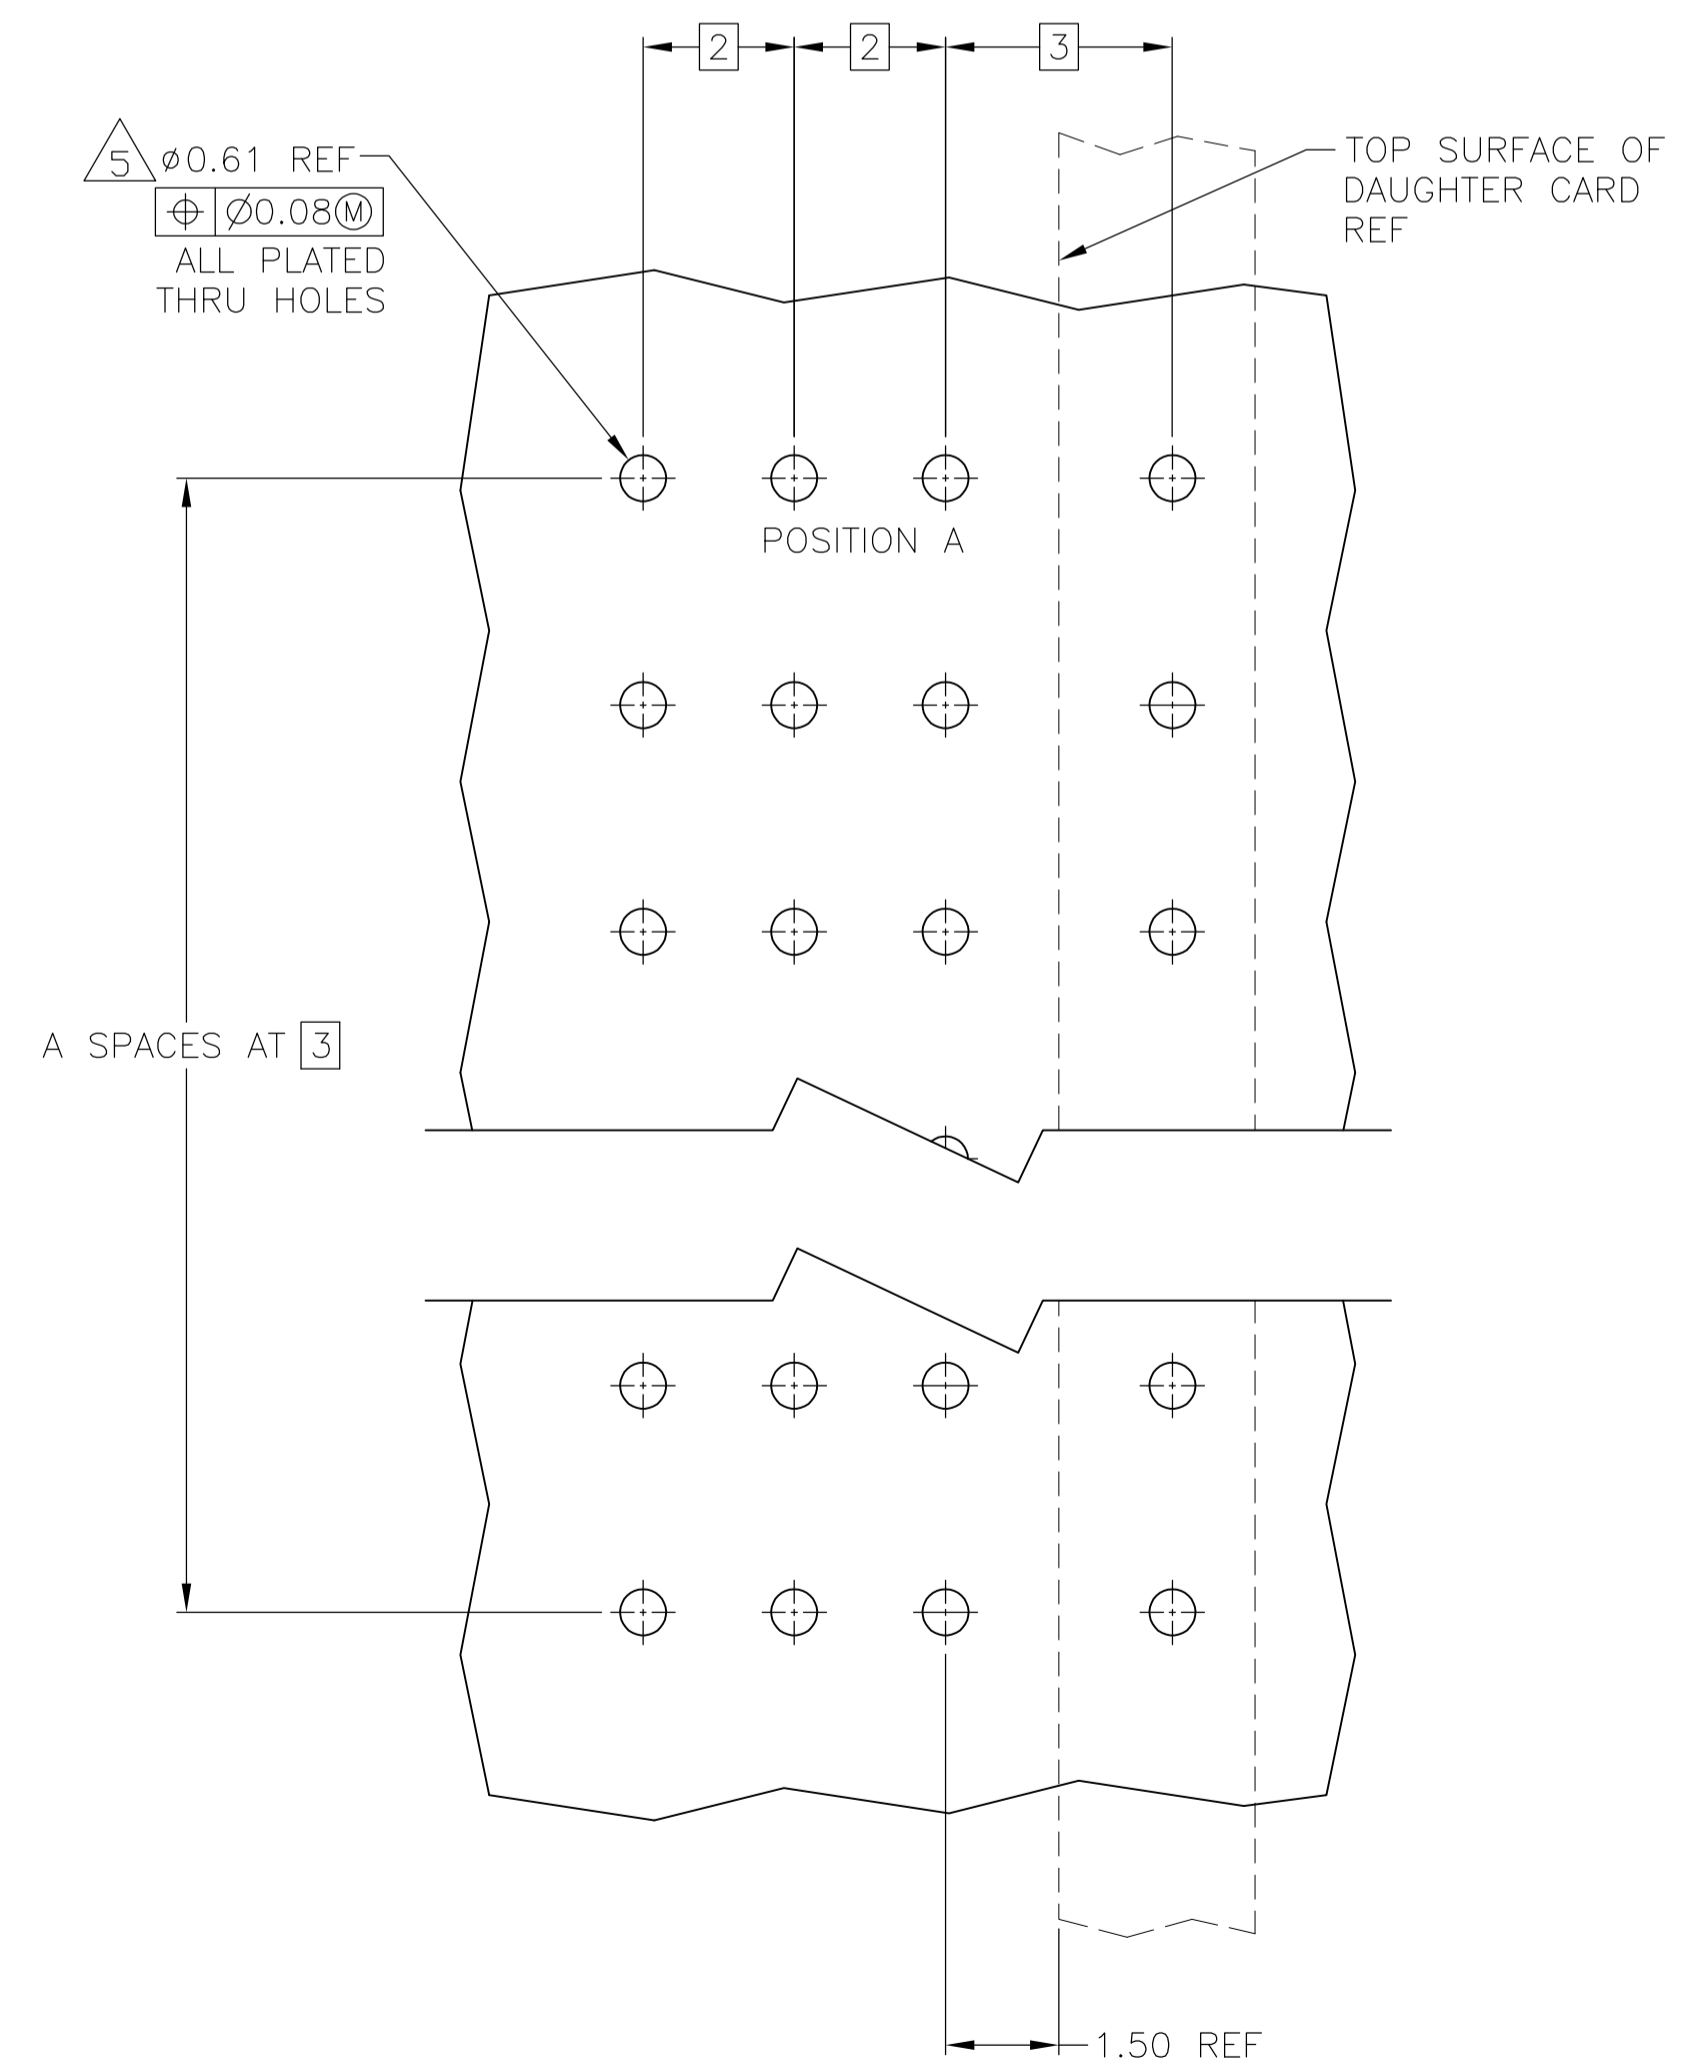 2 2 3
5 ø0.61 REF
⌖ Ø0.08Ⓜ
ALL PLATED
THRU HOLES
TOP SURFACE OF
DAUGHTER CARD
REF
POSITION A
A SPACES AT 3
1.50 REF